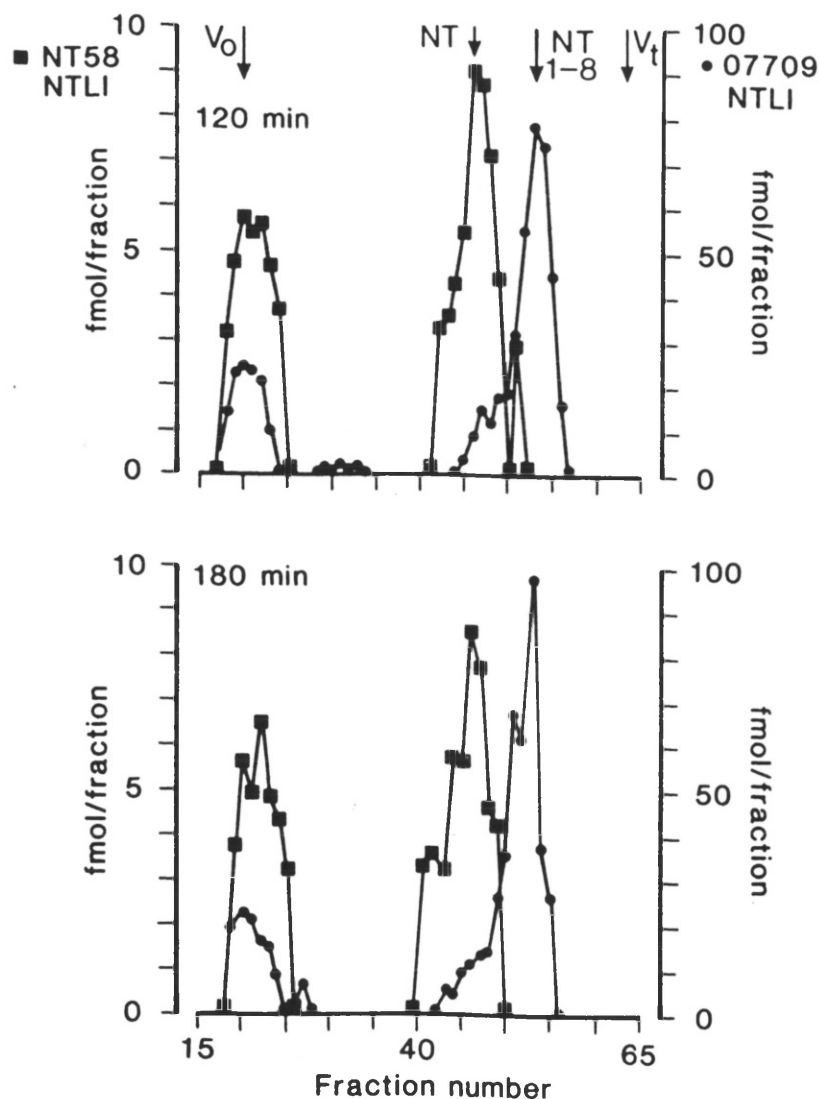 10
V₀
NT
NT
1–8
Vt
100
■ NT58
NTLI
● 07709
NTLI
120 min
fmol/fraction
5
50
fmol/fraction
0
0
10
180 min
100
fmol/fraction
5
50
fmol/fraction
0
0
15
40
65
Fraction number